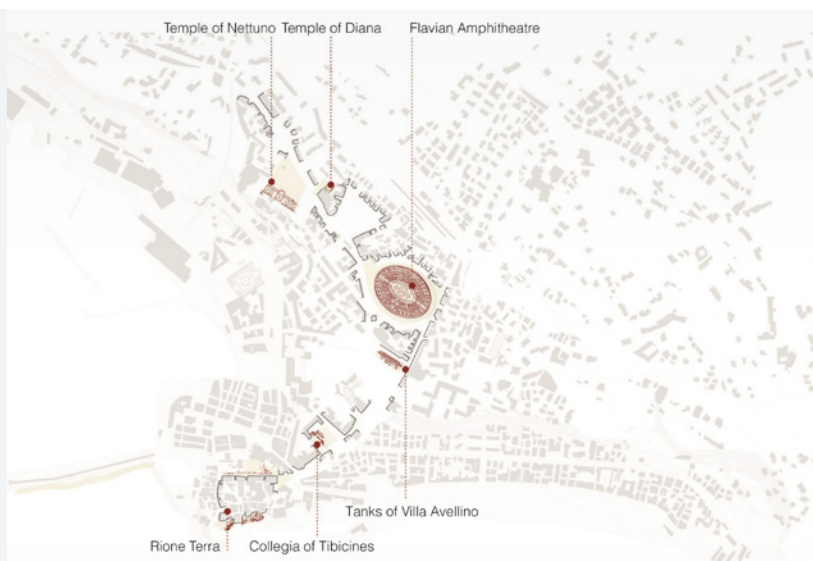 Temple of Nettuno
Temple of Diana
Flavian Amphitheatre
Tanks of Villa Avellino
Rione Terra
Collegia of Tibicines